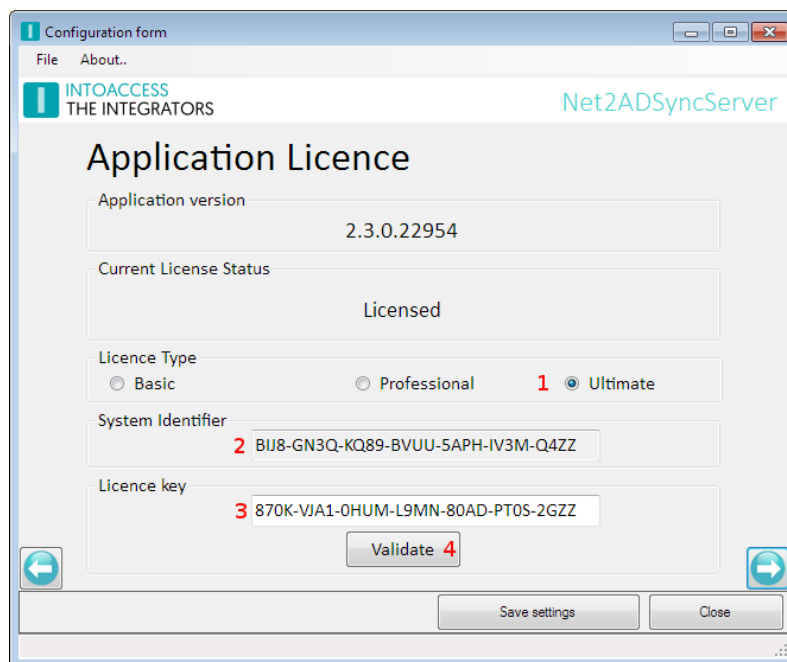 Configuration form
File About..
INTOACCESS
THE INTEGRATORS
Net2ADSyncServer
Application Licence
Application version
2.3.0.22954
Current License Status
Licensed
Licence Type
Basic Professional 1 Ultimate
System Identifier
2 BIJ8-GN3Q-KQ89-BVUU-5APH-IV3M-Q4ZZ
Licence key
3 870K-VJA1-0HUM-L9MN-80AD-PT0S-2GZZ
Validate 4
Save settings Close